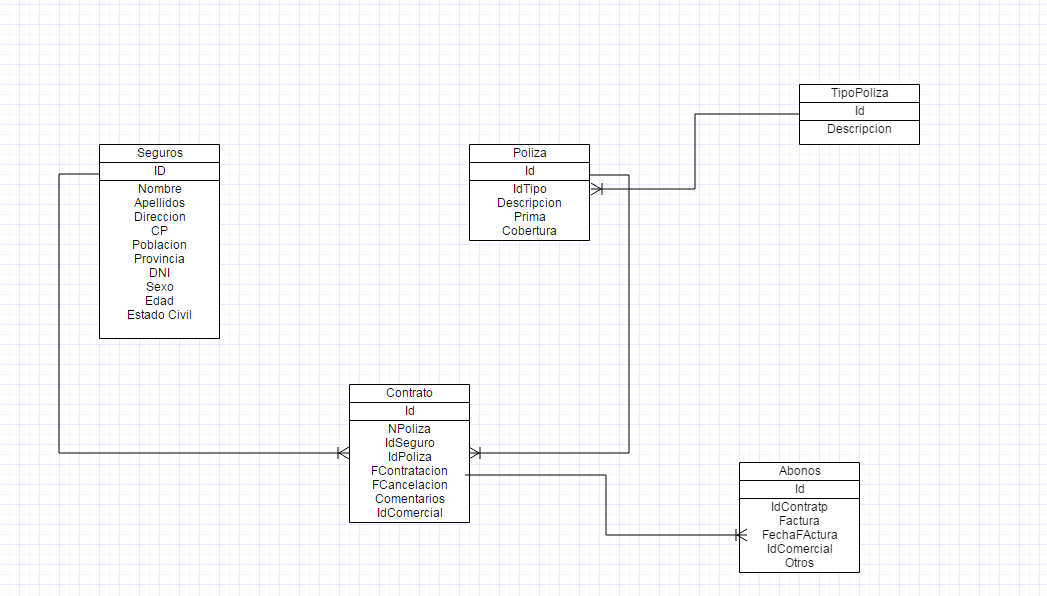 TipoPoliza
Id
Descripcion
Seguros
ID
Nombre
Apellidos
Direccion
CP
Poblacion
Provincia
DNI
Sexo
Edad
Estado Civil
Poliza
Id
IdTipo
Descripcion
Prima
Cobertura
Contrato
Id
NPoliza
IdSeguro
IdPoliza
FContratacion
FCancelacion
Comentarios
IdComercial
Abonos
Id
IdContratp
Factura
FechaFActura
IdComercial
Otros